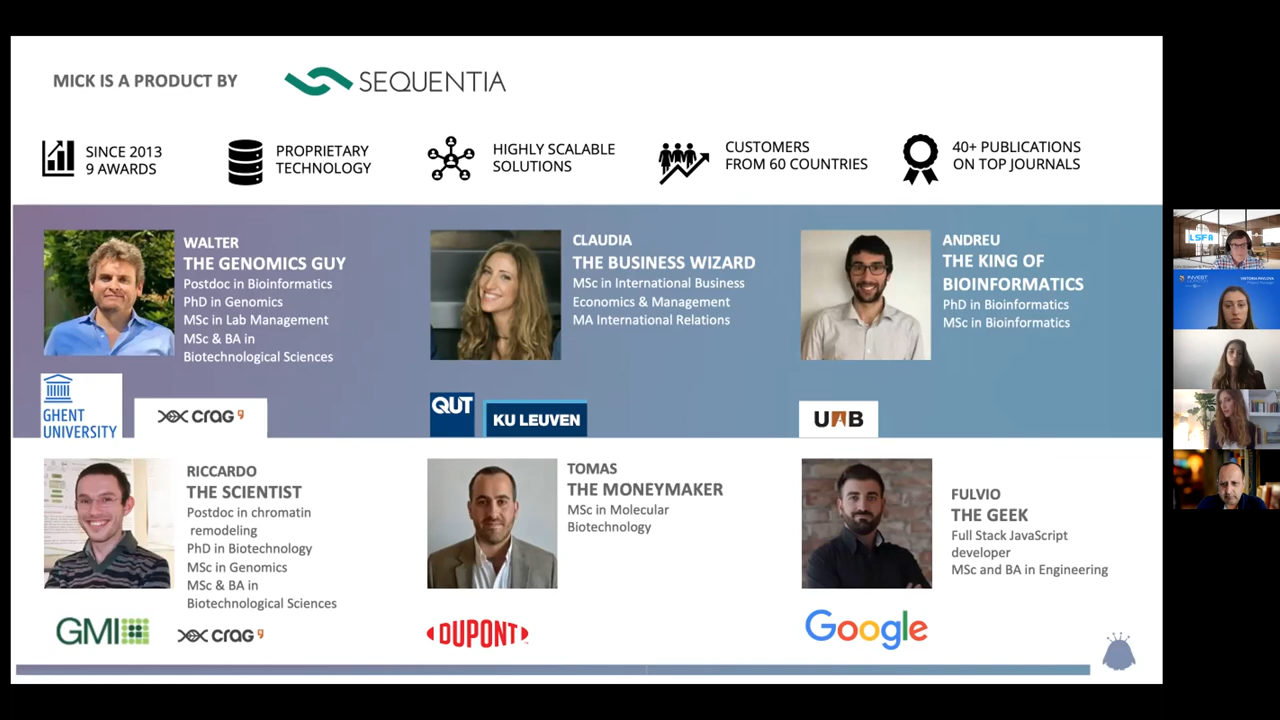 MICK IS A PRODUCT BY
SEQUENTIA
SINCE 2013
9 AWARDS
PROPRIETARY
TECHNOLOGY
HIGHLY SCALABLE
SOLUTIONS
CUSTOMERS
FROM 60 COUNTRIES
40+ PUBLICATIONS
ON TOP JOURNALS
WALTER
THE GENOMICS GUY
Postdoc in Bioinformatics
PhD in Genomics
MSc in Lab Management
MSc & BA in
Biotechnological Sciences
GHENT
UNIVERSITY
CRAG
CLAUDIA
THE BUSINESS WIZARD
MSc in International Business
Economics & Management
MA International Relations
QUT
KU LEUVEN
ANDREU
THE KING OF
BIOINFORMATICS
PhD in Bioinformatics
MSc in Bioinformatics
UAB
RICCARDO
THE SCIENTIST
Postdoc in chromatin
remodeling
PhD in Biotechnology
MSc in Genomics
MSc & BA in
Biotechnological Sciences
GMI
CRAG
TOMAS
THE MONEYMAKER
MSc in Molecular
Biotechnology
DUPONT
FULVIO
THE GEEK
Full Stack JavaScript
developer
MSc and BA in Engineering
Google
LSFA
INVEST